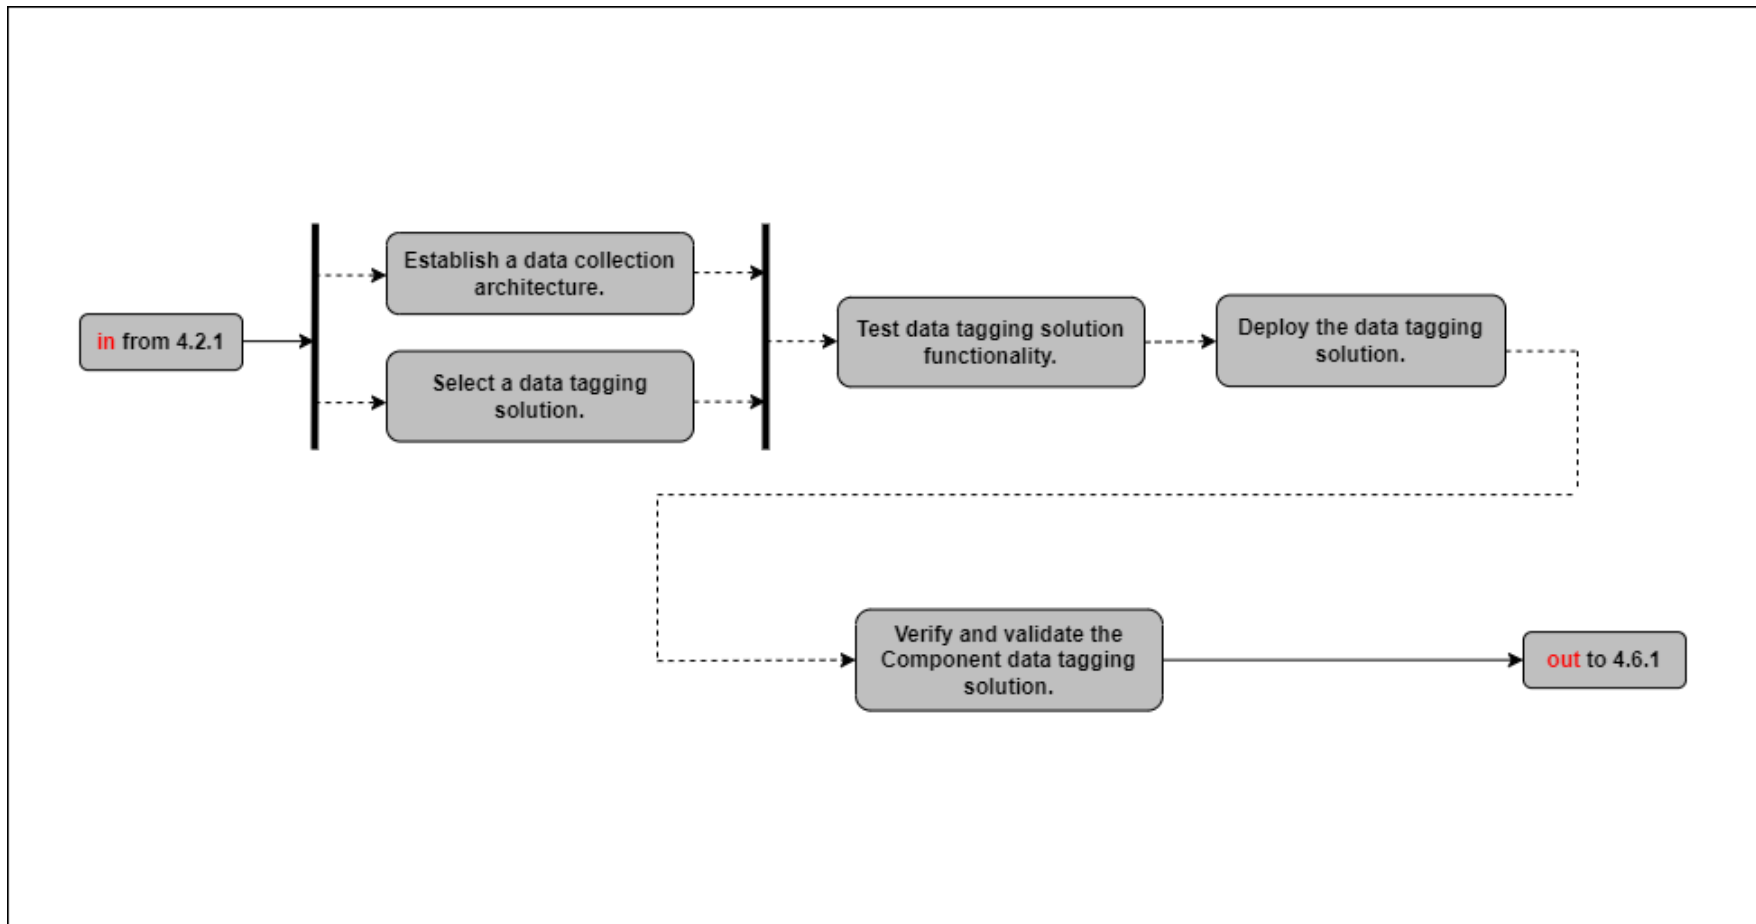 in from 4.2.1
Establish a data collection
architecture.
Select a data tagging
solution.
Test data tagging solution
functionality.
Deploy the data tagging
solution.
Verify and validate the
Component data tagging
solution.
out to 4.6.1